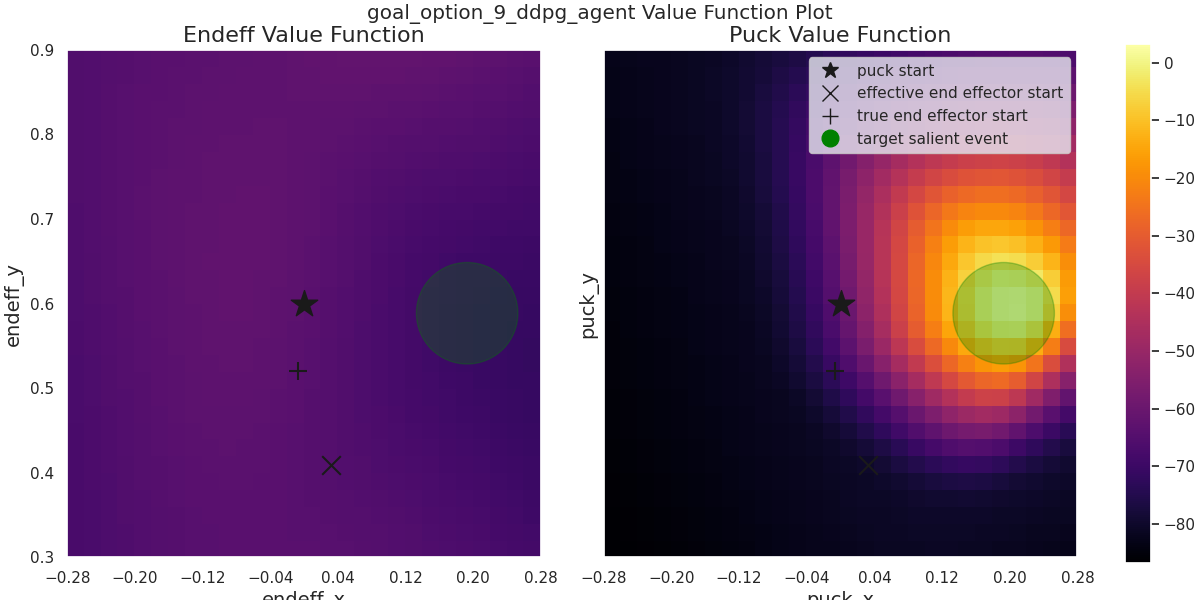 goal_option_9_ddpg_agent Value Function Plot
Endeff Value Function
Puck Value Function
0.9
0.8
0.7
0.6
0.5
0.4
0.3
endeff_y
−0.28 −0.20 −0.12 −0.04 0.04 0.12 0.20 0.28
endeff_x
puck start
effective end effector start
true end effector start
target salient event
puck_y
−0.28 −0.20 −0.12 −0.04 0.04 0.12 0.20 0.28
puck_x
0
−10
−20
−30
−40
−50
−60
−70
−80